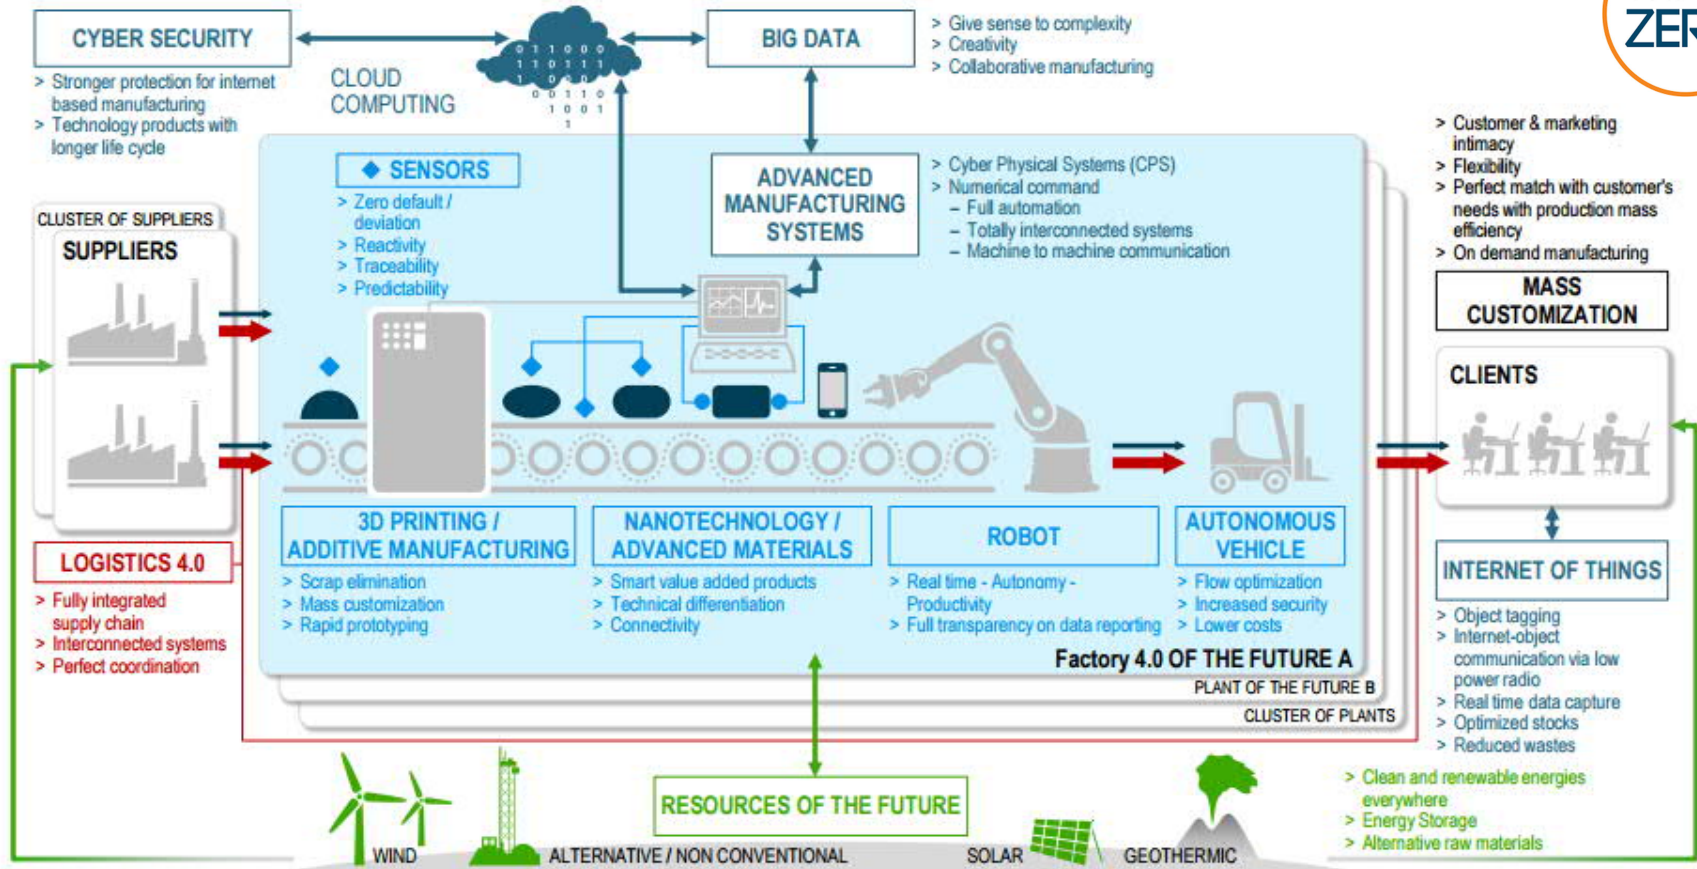 CYBER SECURITY
> Stronger protection for internet
based manufacturing
> Technology products with
longer life cycle
CLOUD
COMPUTING
0 1 1 0 0 0
BIG DATA
> Give sense to complexity
> Creativity
> Collaborative manufacturing
> Customer & marketing
intimacy
> Flexibility
> Perfect match with customer's
needs with production mass
efficiency
> On demand manufacturing
MASS
CUSTOMIZATION
CLUSTER OF SUPPLIERS
SUPPLIERS
SENSORS
> Zero default /
deviation
> Reactivity
> Traceability
> Predictability
ADVANCED
MANUFACTURING
SYSTEMS
> Cyber Physical Systems (CPS)
> Numerical command
– Full automation
– Totally interconnected systems
– Machine to machine communication
CLIENTS
LOGISTICS 4.0
> Fully integrated
supply chain
> Interconnected systems
> Perfect coordination
3D PRINTING /
ADDITIVE MANUFACTURING
> Scrap elimination
> Mass customization
> Rapid prototyping
NANOTECHNOLOGY /
ADVANCED MATERIALS
> Smart value added products
> Technical differentiation
> Connectivity
ROBOT
> Real time - Autonomy -
Productivity
> Full transparency on data reporting
AUTONOMOUS
VEHICLE
> Flow optimization
> Increased security
> Lower costs
Factory 4.0 OF THE FUTURE A
PLANT OF THE FUTURE B
CLUSTER OF PLANTS
INTERNET OF THINGS
> Object tagging
> Internet-object
communication via low
power radio
> Real time data capture
> Optimized stocks
> Reduced wastes
RESOURCES OF THE FUTURE
> Clean and renewable energies
everywhere
> Energy Storage
> Alternative raw materials
WIND
ALTERNATIVE / NON CONVENTIONAL
SOLAR
GEOTHERMIC